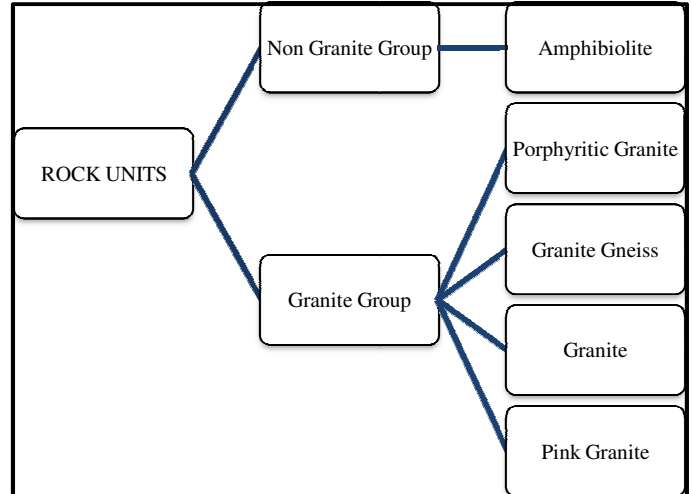 Non Granite Group
Amphibiolite
Porphyritic Granite
ROCK UNITS
Granite Gneiss
Granite Group
Granite
Pink Granite